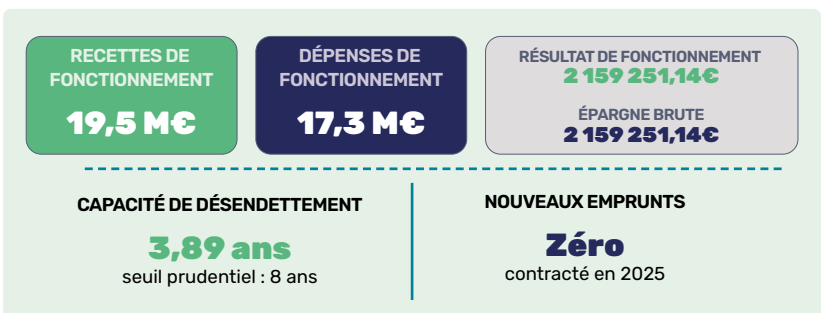 RECETTES DE
FONCTIONNEMENT
19,5 M€
DÉPENSES DE
FONCTIONNEMENT
17,3 M€
RÉSULTAT DE FONCTIONNEMENT
2 159 251,14€
ÉPARGNE BRUTE
2 159 251,14€
CAPACITÉ DE DÉSENDETTEMENT
3,89 ans
seuil prudentiel : 8 ans
NOUVEAUX EMPRUNTS
Zéro
contracté en 2025